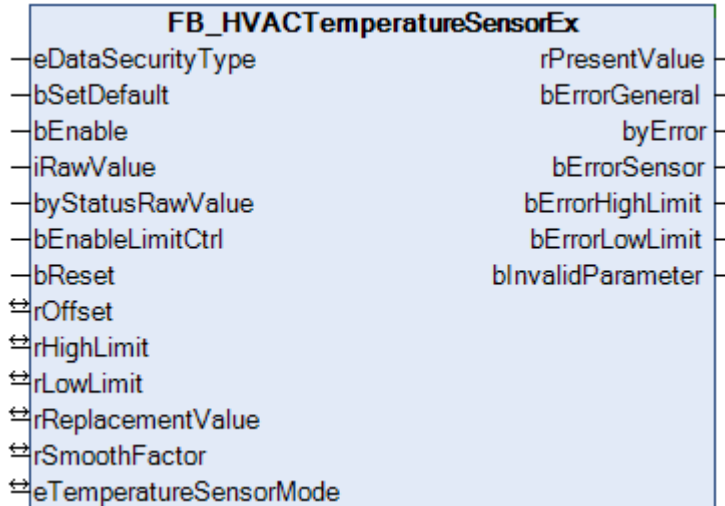 FB_HVACTemperatureSensorEx
eDataSecurityType rPresentValue
bSetDefault bErrorGeneral
bEnable byError
iRawValue bErrorSensor
byStatusRawValue bErrorHighLimit
bEnableLimitCtrl bErrorLowLimit
bReset bInvalidParameter
rOffset
rHighLimit
rLowLimit
rReplacementValue
rSmoothFactor
eTemperatureSensorMode